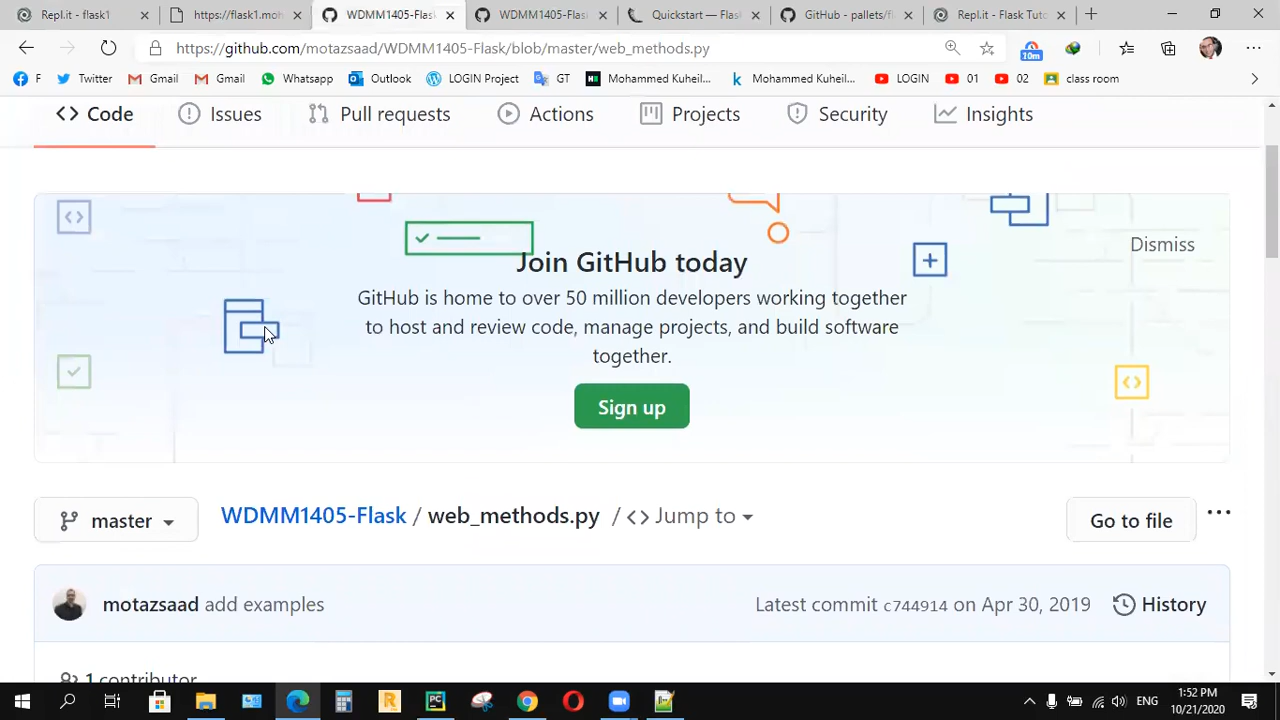 Repl.it - flask1
https://flask1.moh
WDMM1405-Flask
WDMM1405-Flas
Quickstart — Flas
GitHub - pallets/fl
Repl.it - Flask Tuto
https://github.com/motazsaad/WDMM1405-Flask/blob/master/web_methods.py
10m
F
Twitter
Gmail
Gmail
Whatsapp
Outlook
LOGIN Project
GT
Mohammed Kuheil...
Mohammed Kuheil...
LOGIN
01
02
class room
Code
Issues
Pull requests
Actions
Projects
Security
Insights
Dismiss
Join GitHub today
GitHub is home to over 50 million developers working together
to host and review code, manage projects, and build software
together.
Sign up
master
WDMM1405-Flask / web_methods.py / <> Jump to
Go to file
motazsaad add examples
Latest commit c744914 on Apr 30, 2019
History
1 contributor
ENG
1:52 PM
10/21/2020